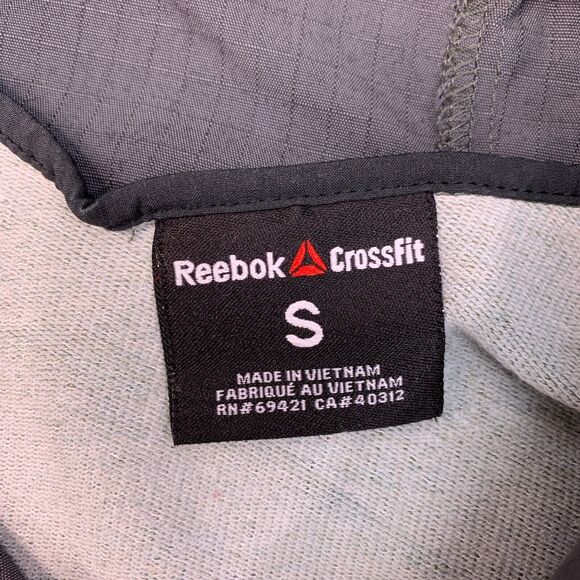 Reebok Crossfit
S
MADE IN VIETNAM
FABRIQUÉ AU VIETNAM
RN#69421 CA#40312